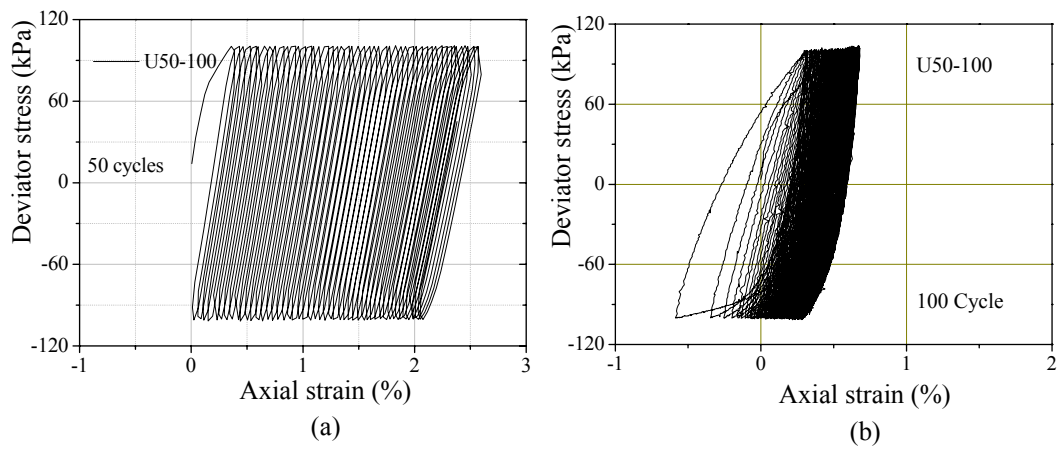 120
60
0
-60
-120
Deviator stress (kPa)
U50-100
50 cycles
-1
0
1
2
3
Axial strain (%)
(a)
120
60
0
-60
-120
Deviator stress (kPa)
U50-100
100 Cycle
-1
0
1
2
Axial strain (%)
(b)